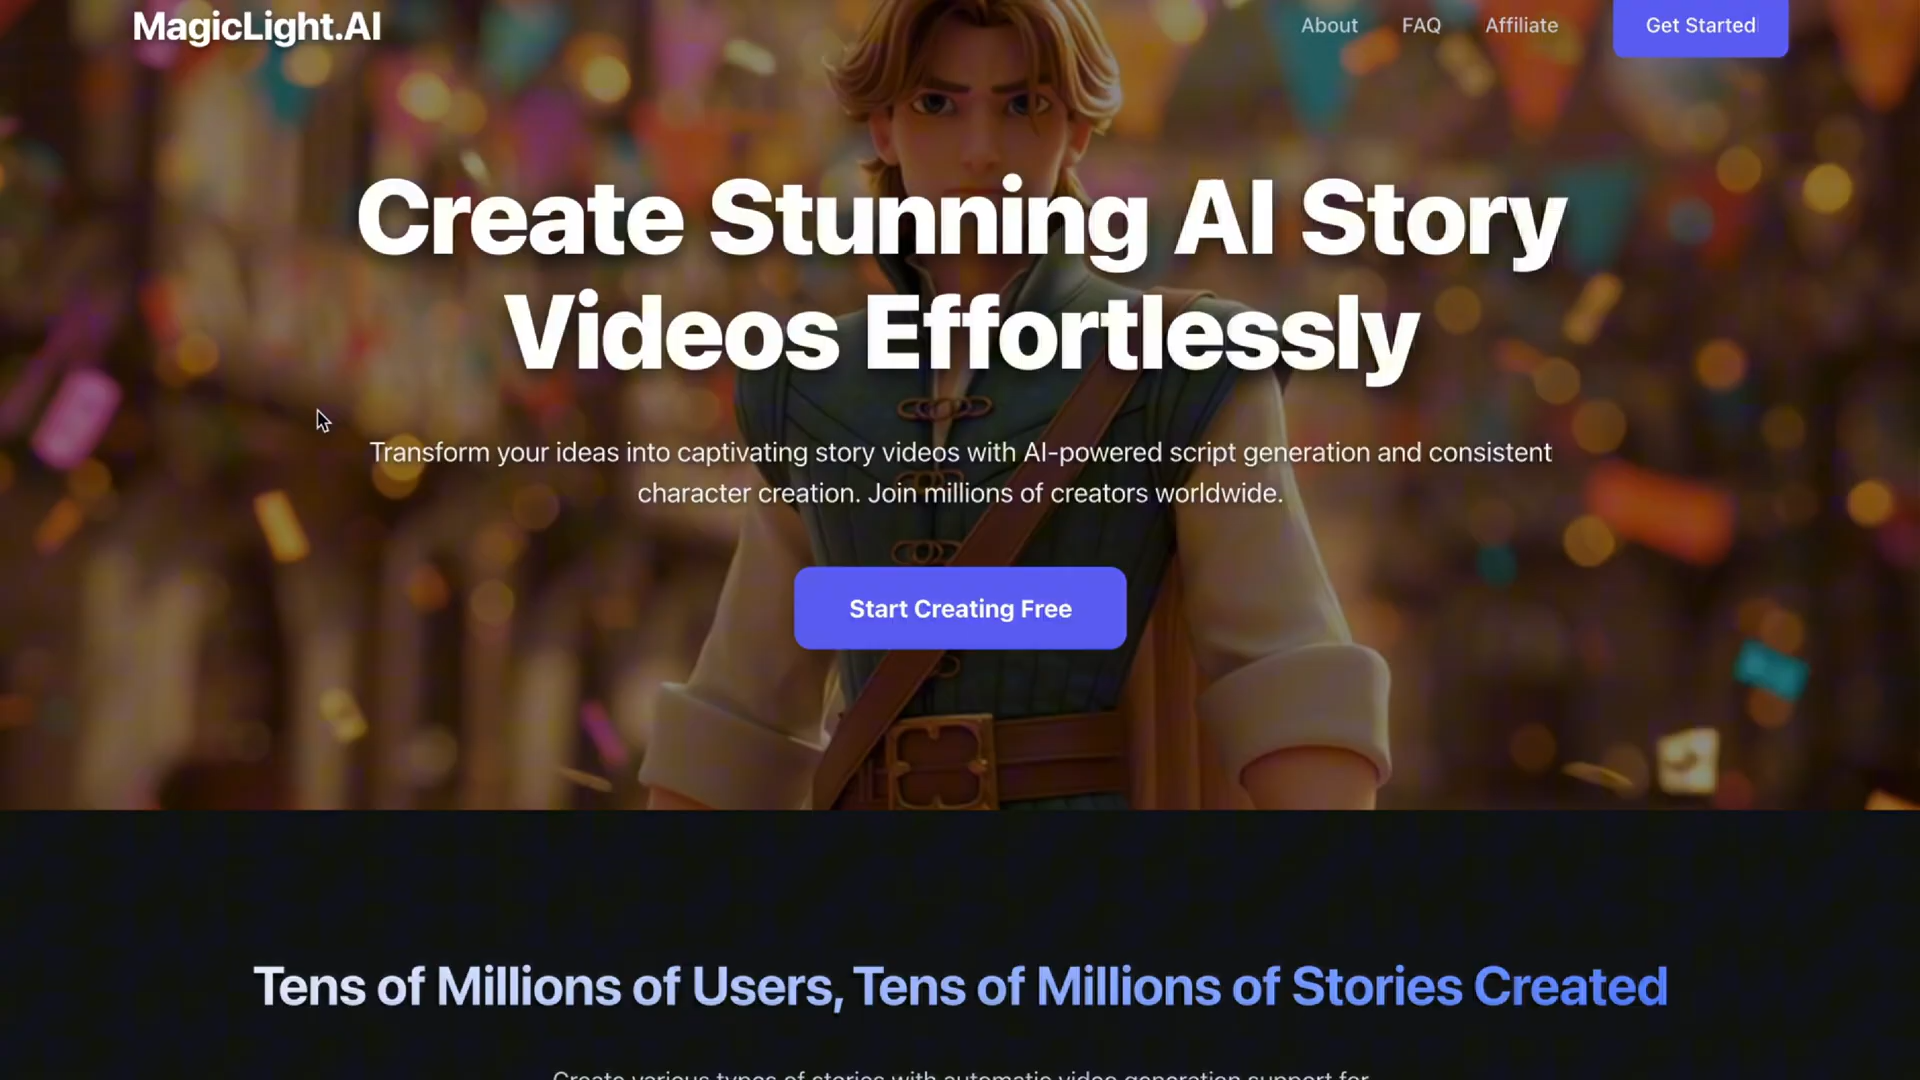 MagicLight.AI
About
FAQ
Affiliate
Get Started
Create Stunning AI Story
Videos Effortlessly
Transform your ideas into captivating story videos with AI-powered script generation and consistent
character creation. Join millions of creators worldwide.
Start Creating Free
Tens of Millions of Users, Tens of Millions of Stories Created
Create various types of stories with automatic video generation support for